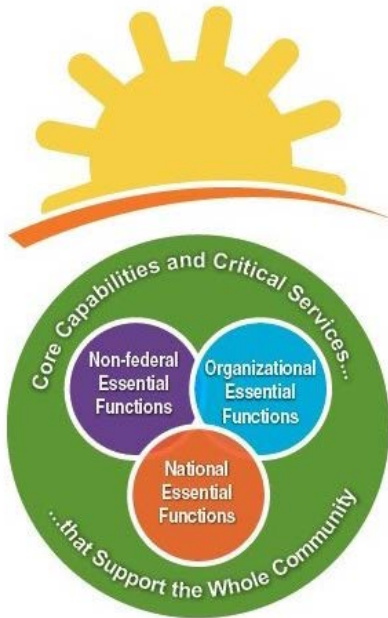 Core Capabilities and Critical Services...
Non-federal
Essential
Functions
Organizational
Essential
Functions
National
Essential
Functions
...that Support the Whole Community